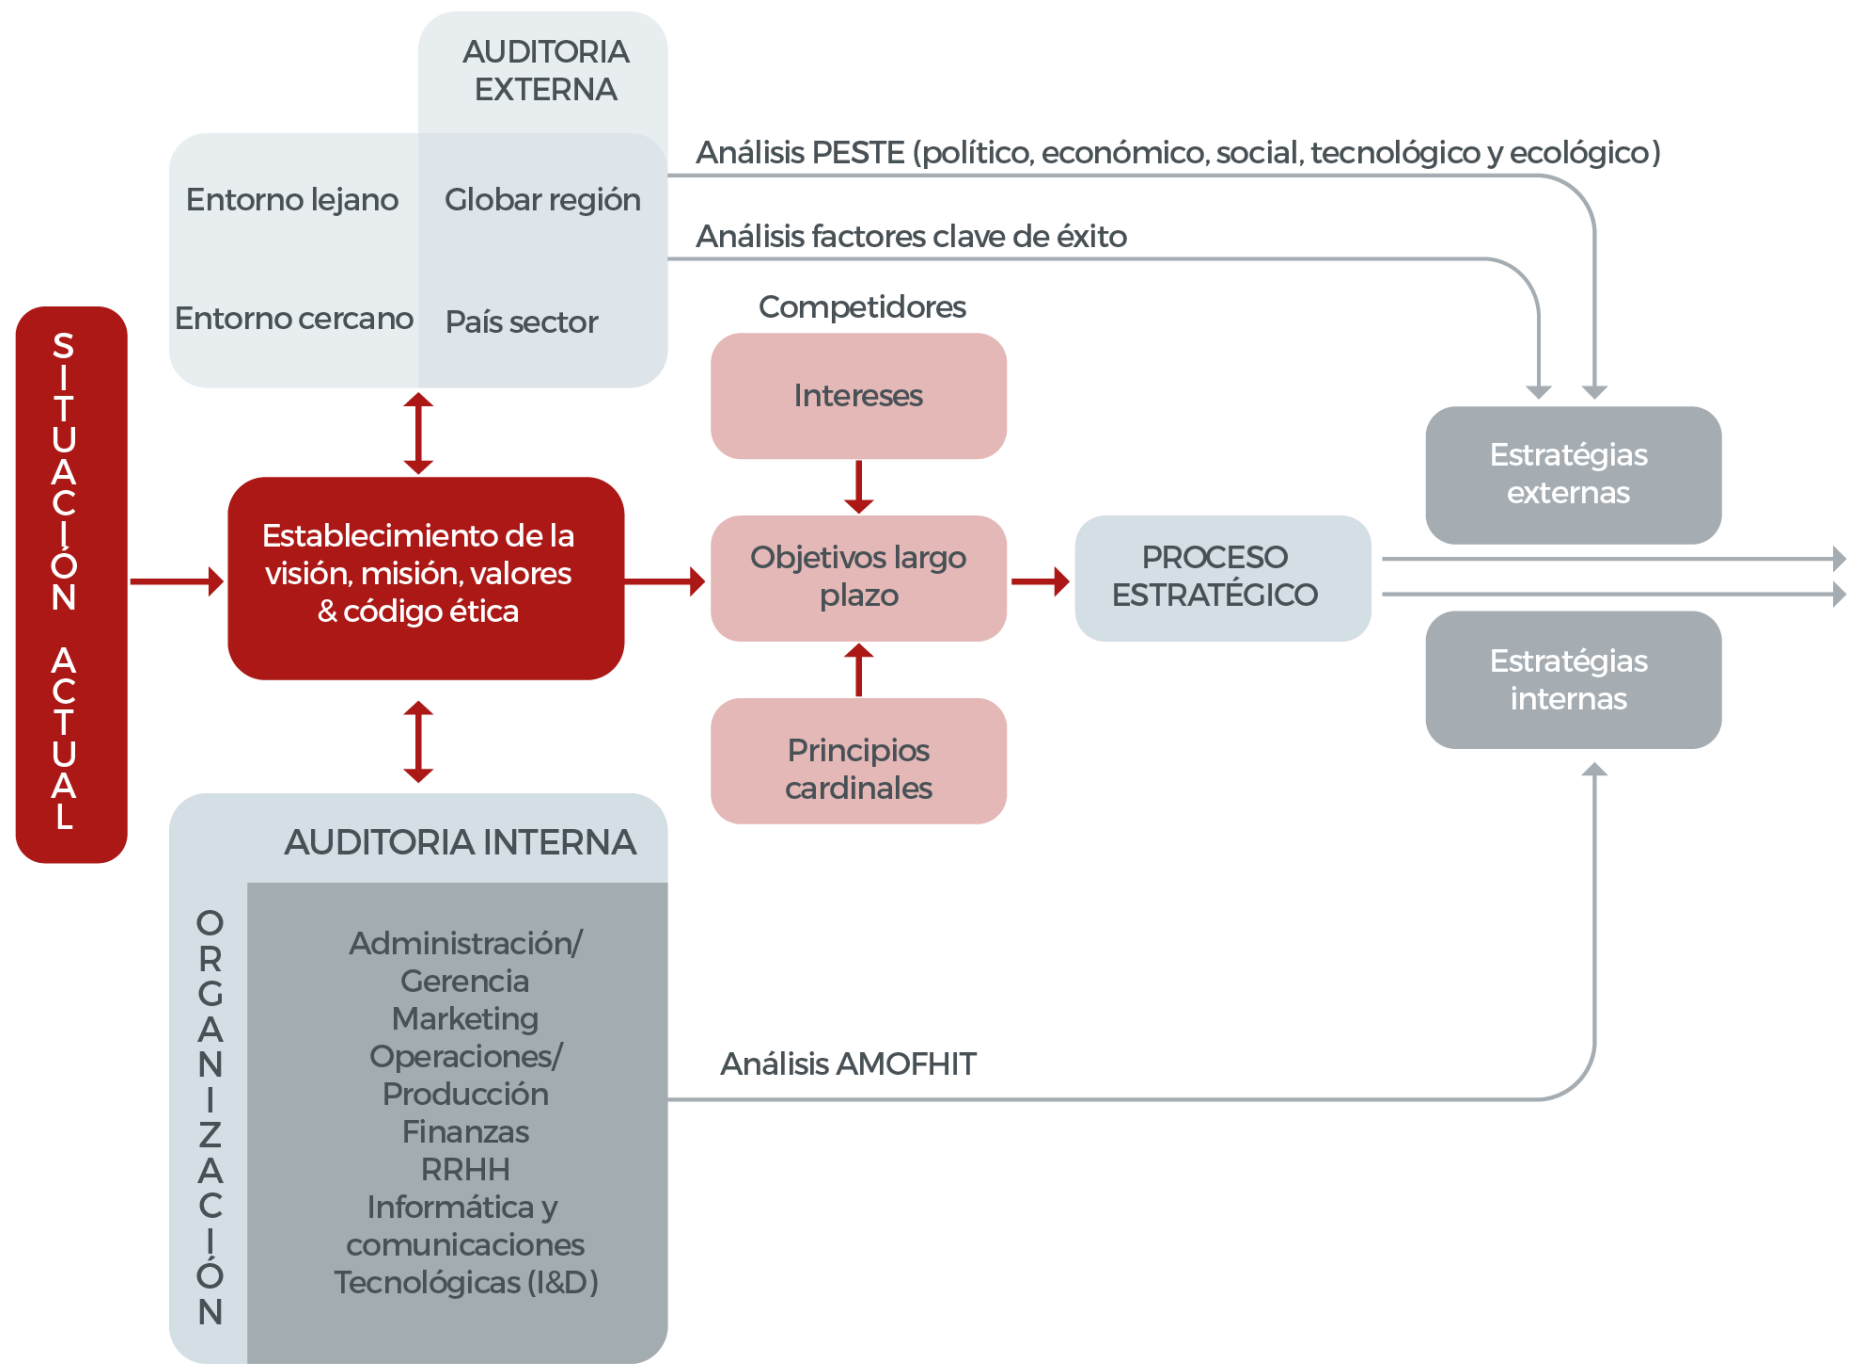 AUDITORIA
EXTERNA
Entorno lejano
Globar región
Entorno cercano
País sector
Análisis PESTE (político, económico, social, tecnológico y ecológico)
Análisis factores clave de éxito
SITUACIÓN ACTUAL
Establecimiento de la
visión, misión, valores
& código ética
Competidores
Intereses
Objetivos largo
plazo
Principios
cardinales
PROCESO
ESTRATÉGICO
Estratégias
externas
Estratégias
internas
AUDITORIA INTERNA
ORGANIZACIÓN
Administración/
Gerencia
Marketing
Operaciones/
Producción
Finanzas
RRHH
Informática y
comunicaciones
Tecnológicas (I&D)
Análisis AMOFHIT